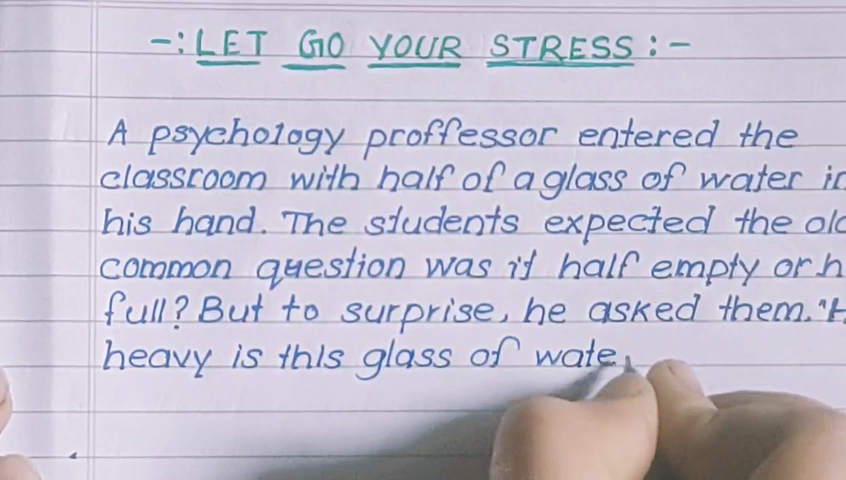 -: LET GO YOUR STRESS :-
A psychology proffessor entered the
classroom with half of a glass of water
his hand. The students expected the
common question was it half empty or
full? But to surprise, he asked them.
heavy is this glass of wate